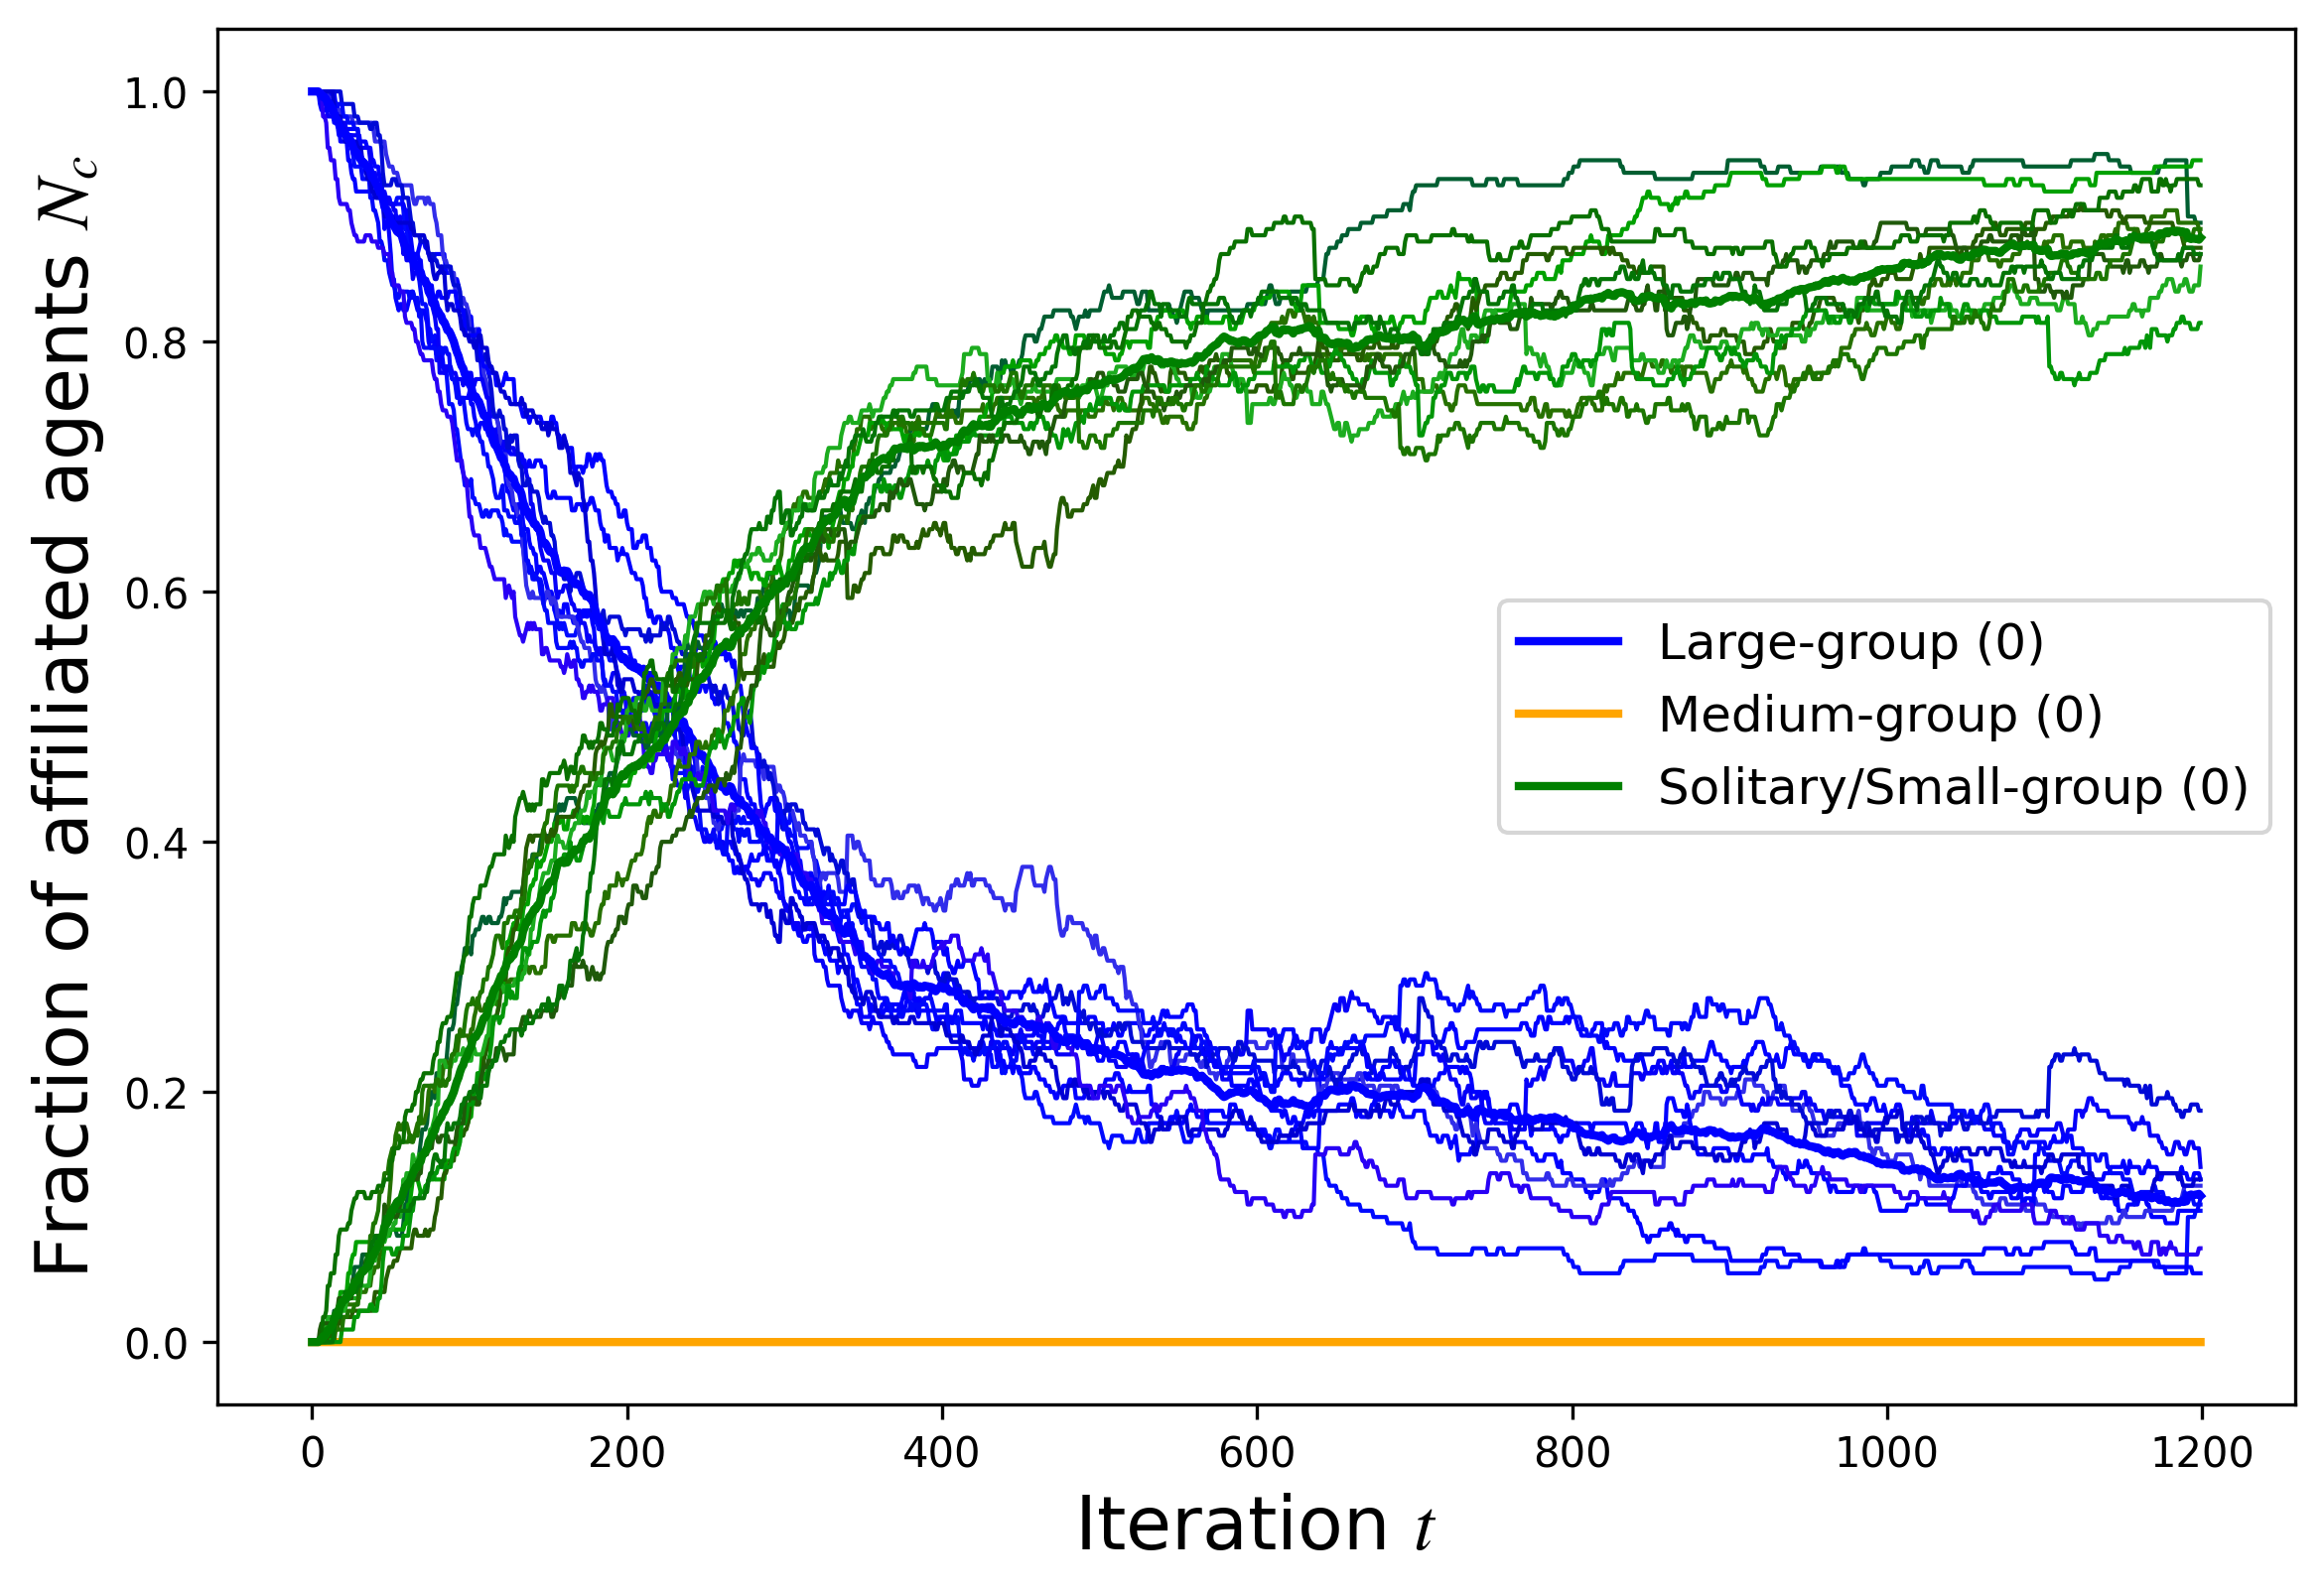 Fraction of affiliated agents N_c
1.0
0.8
0.6
0.4
0.2
0.0
Large-group (0)
Medium-group (0)
Solitary/Small-group (0)
0 200 400 600 800 1000 1200
Iteration t